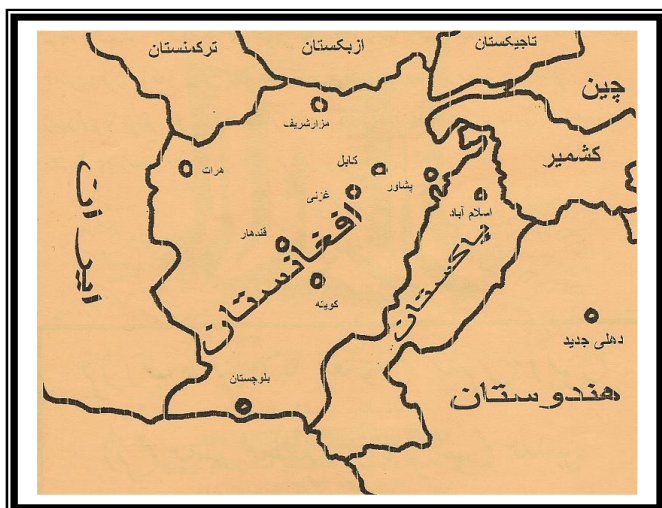 ترکمنستان
ازبکستان
تاجیکستان
چین
مزارشریف
کشمیر
هرات
کابل
پشاور
غزنی
اسلام آباد
ایران
قندهار
افغانستان
پاکستان
کویته
دهلی جدید
بلوچستان
هندوستان